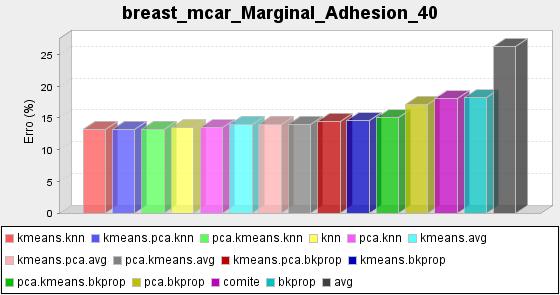 breast_mcar_Marginal_Adhesion_40
Erro (%)
25
20
15
10
5
0
kmeans.knn kmeans.pca.knn pca.kmeans.knn knn pca.knn kmeans.avg
kmeans.pca.avg pca.kmeans.avg kmeans.pca.bkprop kmeans.bkprop
pca.kmeans.bkprop pca.bkprop comite bkprop avg